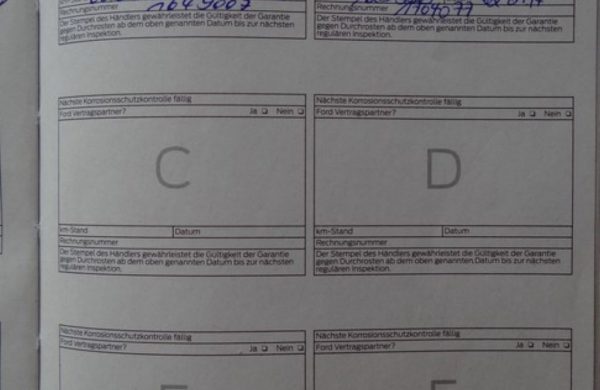 Rechnungsnummer
Rechnungsnummer
Der Stempel des Händlers gewährleistet die Gültigkeit der Garantie
gegen Durchrosten ab dem oben genannten Datum bis zur nächsten
regulären Inspektion.
Der Stempel des Händlers gewährleistet die Gültigkeit der Garantie
gegen Durchrosten ab dem oben genannten Datum bis zur nächsten
regulären Inspektion.
Nächste Korrosionsschutzkontrolle fällig
Ford Vertragspartner? Ja Nein
C
km-Stand Datum
Rechnungsnummer
Der Stempel des Händlers gewährleistet die Gültigkeit der Garantie
gegen Durchrosten ab dem oben genannten Datum bis zur nächsten
regulären Inspektion.
Nächste Korrosionsschutzkontrolle fällig
Ford Vertragspartner? Ja Nein
D
km-Stand Datum
Rechnungsnummer
Der Stempel des Händlers gewährleistet die Gültigkeit der Garantie
gegen Durchrosten ab dem oben genannten Datum bis zur nächsten
regulären Inspektion.
Nächste Korrosionsschutzkontrolle fällig
Ford Vertragspartner? Ja Nein
Nächste Korrosionsschutzkontrolle fällig
Ford Vertragspartner? Ja Nein